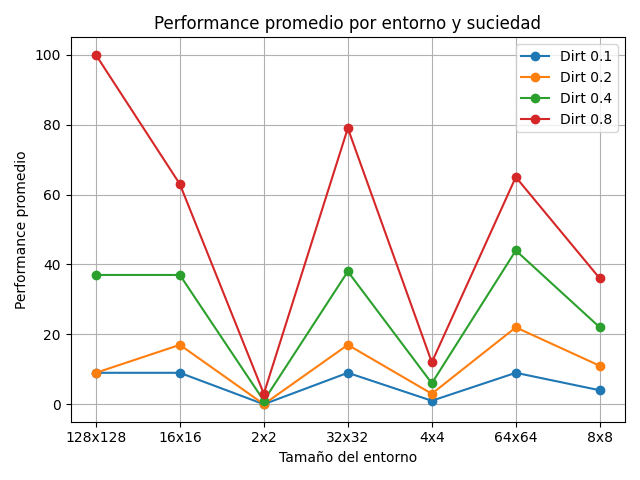 Performance promedio por entorno y suciedad
Dirt 0.1
Dirt 0.2
Dirt 0.4
Dirt 0.8
100
80
60
40
20
0
Performance promedio
128x128 16x16 2x2 32x32 4x4 64x64 8x8
Tamaño del entorno